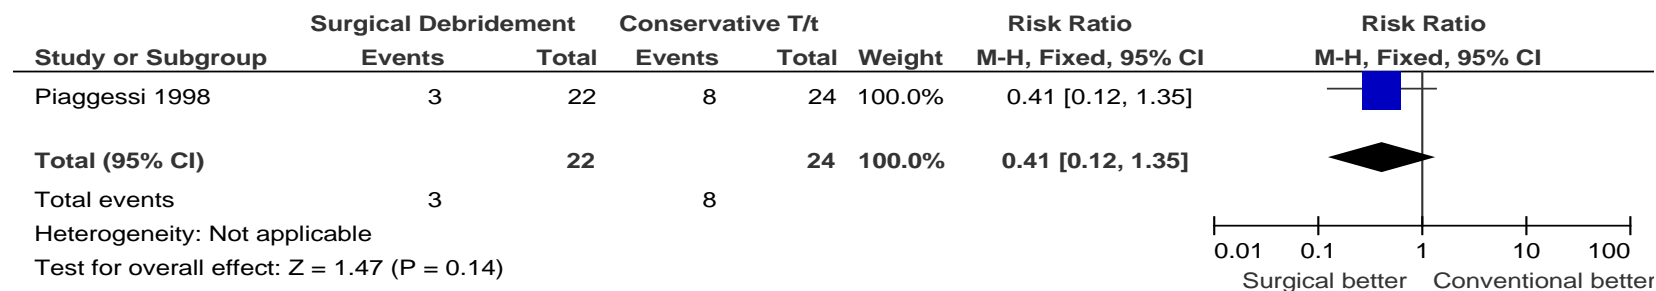 Surgical Debridement Conservative T/t Risk Ratio Risk Ratio
Study or Subgroup Events Total Events Total Weight M-H, Fixed, 95% CI M-H, Fixed, 95% CI
Piaggessi 1998 3 22 8 24 100.0% 0.41 [0.12, 1.35]
Total (95% CI) 22 24 100.0% 0.41 [0.12, 1.35]
Total events 3 8
Heterogeneity: Not applicable
Test for overall effect: Z = 1.47 (P = 0.14)
0.01 0.1 1 10 100
Surgical better Conventional better